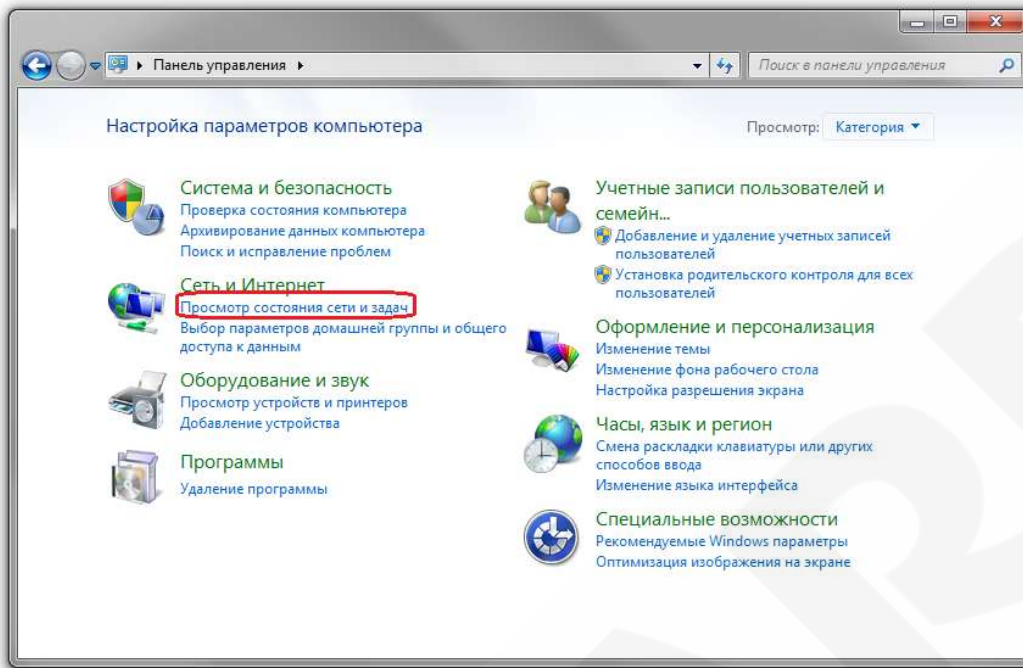 Панель управления
Поиск в панели управления
Настройка параметров компьютера
Просмотр: Категория
Система и безопасность
Проверка состояния компьютера
Архивирование данных компьютера
Поиск и исправление проблем
Сеть и Интернет
Просмотр состояния сети и задач
Выбор параметров домашней группы и общего
доступа к данным
Оборудование и звук
Просмотр устройств и принтеров
Добавление устройства
Программы
Удаление программы
Учетные записи пользователей и
семейн...
Добавление и удаление учетных записей
пользователей
Установка родительского контроля для всех
пользователей
Оформление и персонализация
Изменение темы
Изменение фона рабочего стола
Настройка разрешения экрана
Часы, язык и регион
Смена раскладки клавиатуры или других
способов ввода
Изменение языка интерфейса
Специальные возможности
Рекомендуемые Windows параметры
Оптимизация изображения на экране